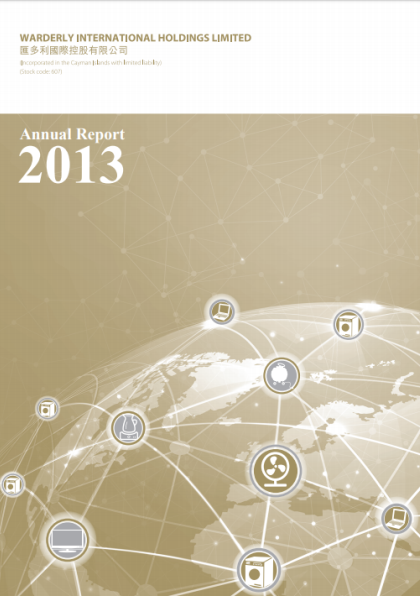 WARDERLY INTERNATIONAL HOLDINGS LIMITED
匯多利國際控股有限公司
(Incorporated in the Cayman Islands with limited liability)
(Stock code: 607)
Annual Report
2013